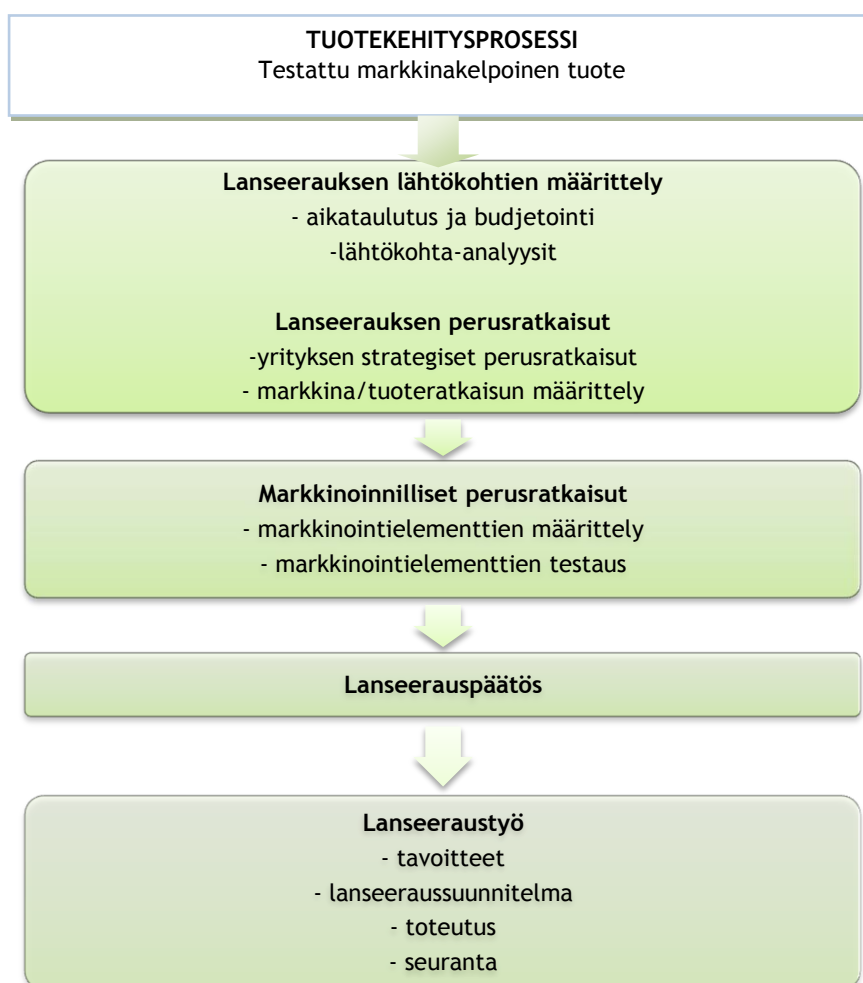 TUOTEKEHITYSPROSESSI
Testattu markkinakelpoinen tuote
Lanseerauksen lähtökohtien määrittely
- aikataulutus ja budjetointi
-lähtökohta-analyysit
Lanseerauksen perusratkaisut
-yrityksen strategiset perusratkaisut
- markkina/tuoteratkaisun määrittely
Markkinoinnilliset perusratkaisut
- markkinointielementtien määrittely
- markkinointielementtien testaus
Lanseerauspäätös
Lanseeraustyö
- tavoitteet
- lanseeraussuunnitelma
- toteutus
- seuranta